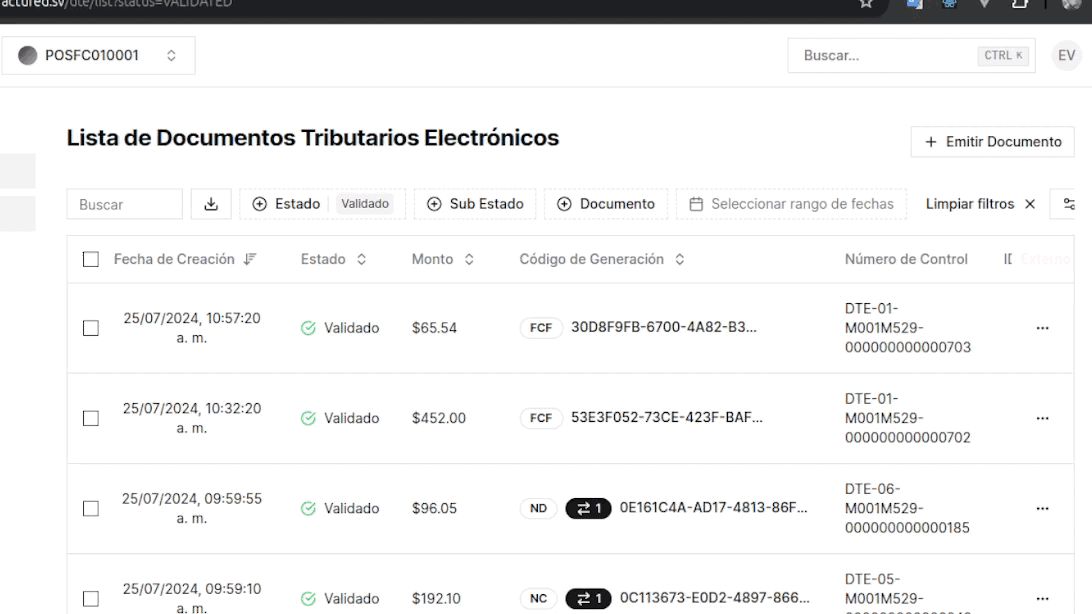 actured.sv/dte/list?status=VALIDATED
POSFC010001
Buscar...
CTRL K
EV
Lista de Documentos Tributarios Electrónicos
+ Emitir Documento
Buscar
Estado
Validado
Sub Estado
Documento
Seleccionar rango de fechas
Limpiar filtros ×
Fecha de Creación
Estado
Monto
Código de Generación
Número de Control
ID Externo
25/07/2024, 10:57:20
a. m.
Validado
$65.54
FCF
30D8F9FB-6700-4A82-B3...
DTE-01-
M001M529-
000000000000703
25/07/2024, 10:32:20
a. m.
Validado
$452.00
FCF
53E3F052-73CE-423F-BAF...
DTE-01-
M001M529-
000000000000702
25/07/2024, 09:59:55
a. m.
Validado
$96.05
ND
1
0E161C4A-AD17-4813-86F...
DTE-06-
M001M529-
000000000000185
25/07/2024, 09:59:10
a. m.
Validado
$192.10
NC
1
0C113673-E0D2-4897-866...
DTE-05-
M001M529-